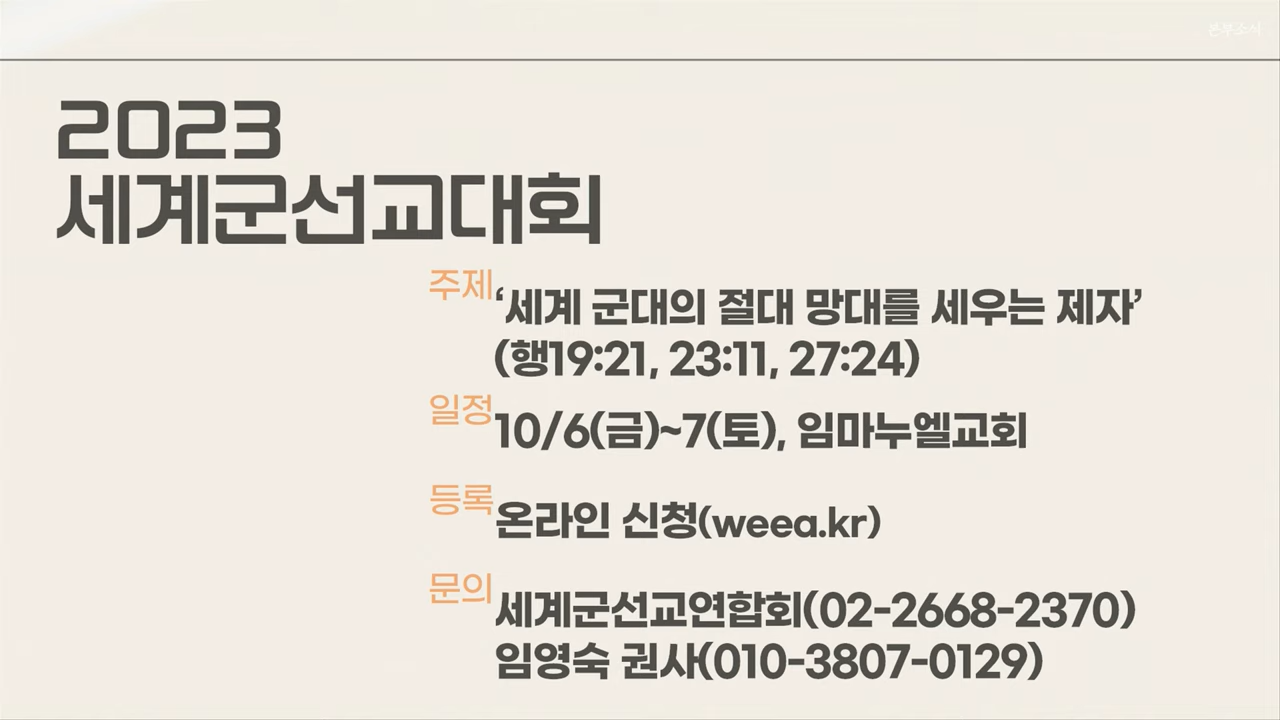 본부소식
2023
세계군선교대회
주제
‘세계 군대의 절대 망대를 세우는 제자’
(행19:21, 23:11, 27:24)
일정
10/6(금)~7(토), 임마누엘교회
등록
온라인 신청(weea.kr)
문의
세계군선교연합회(02-2668-2370)
임영숙 권사(010-3807-0129)